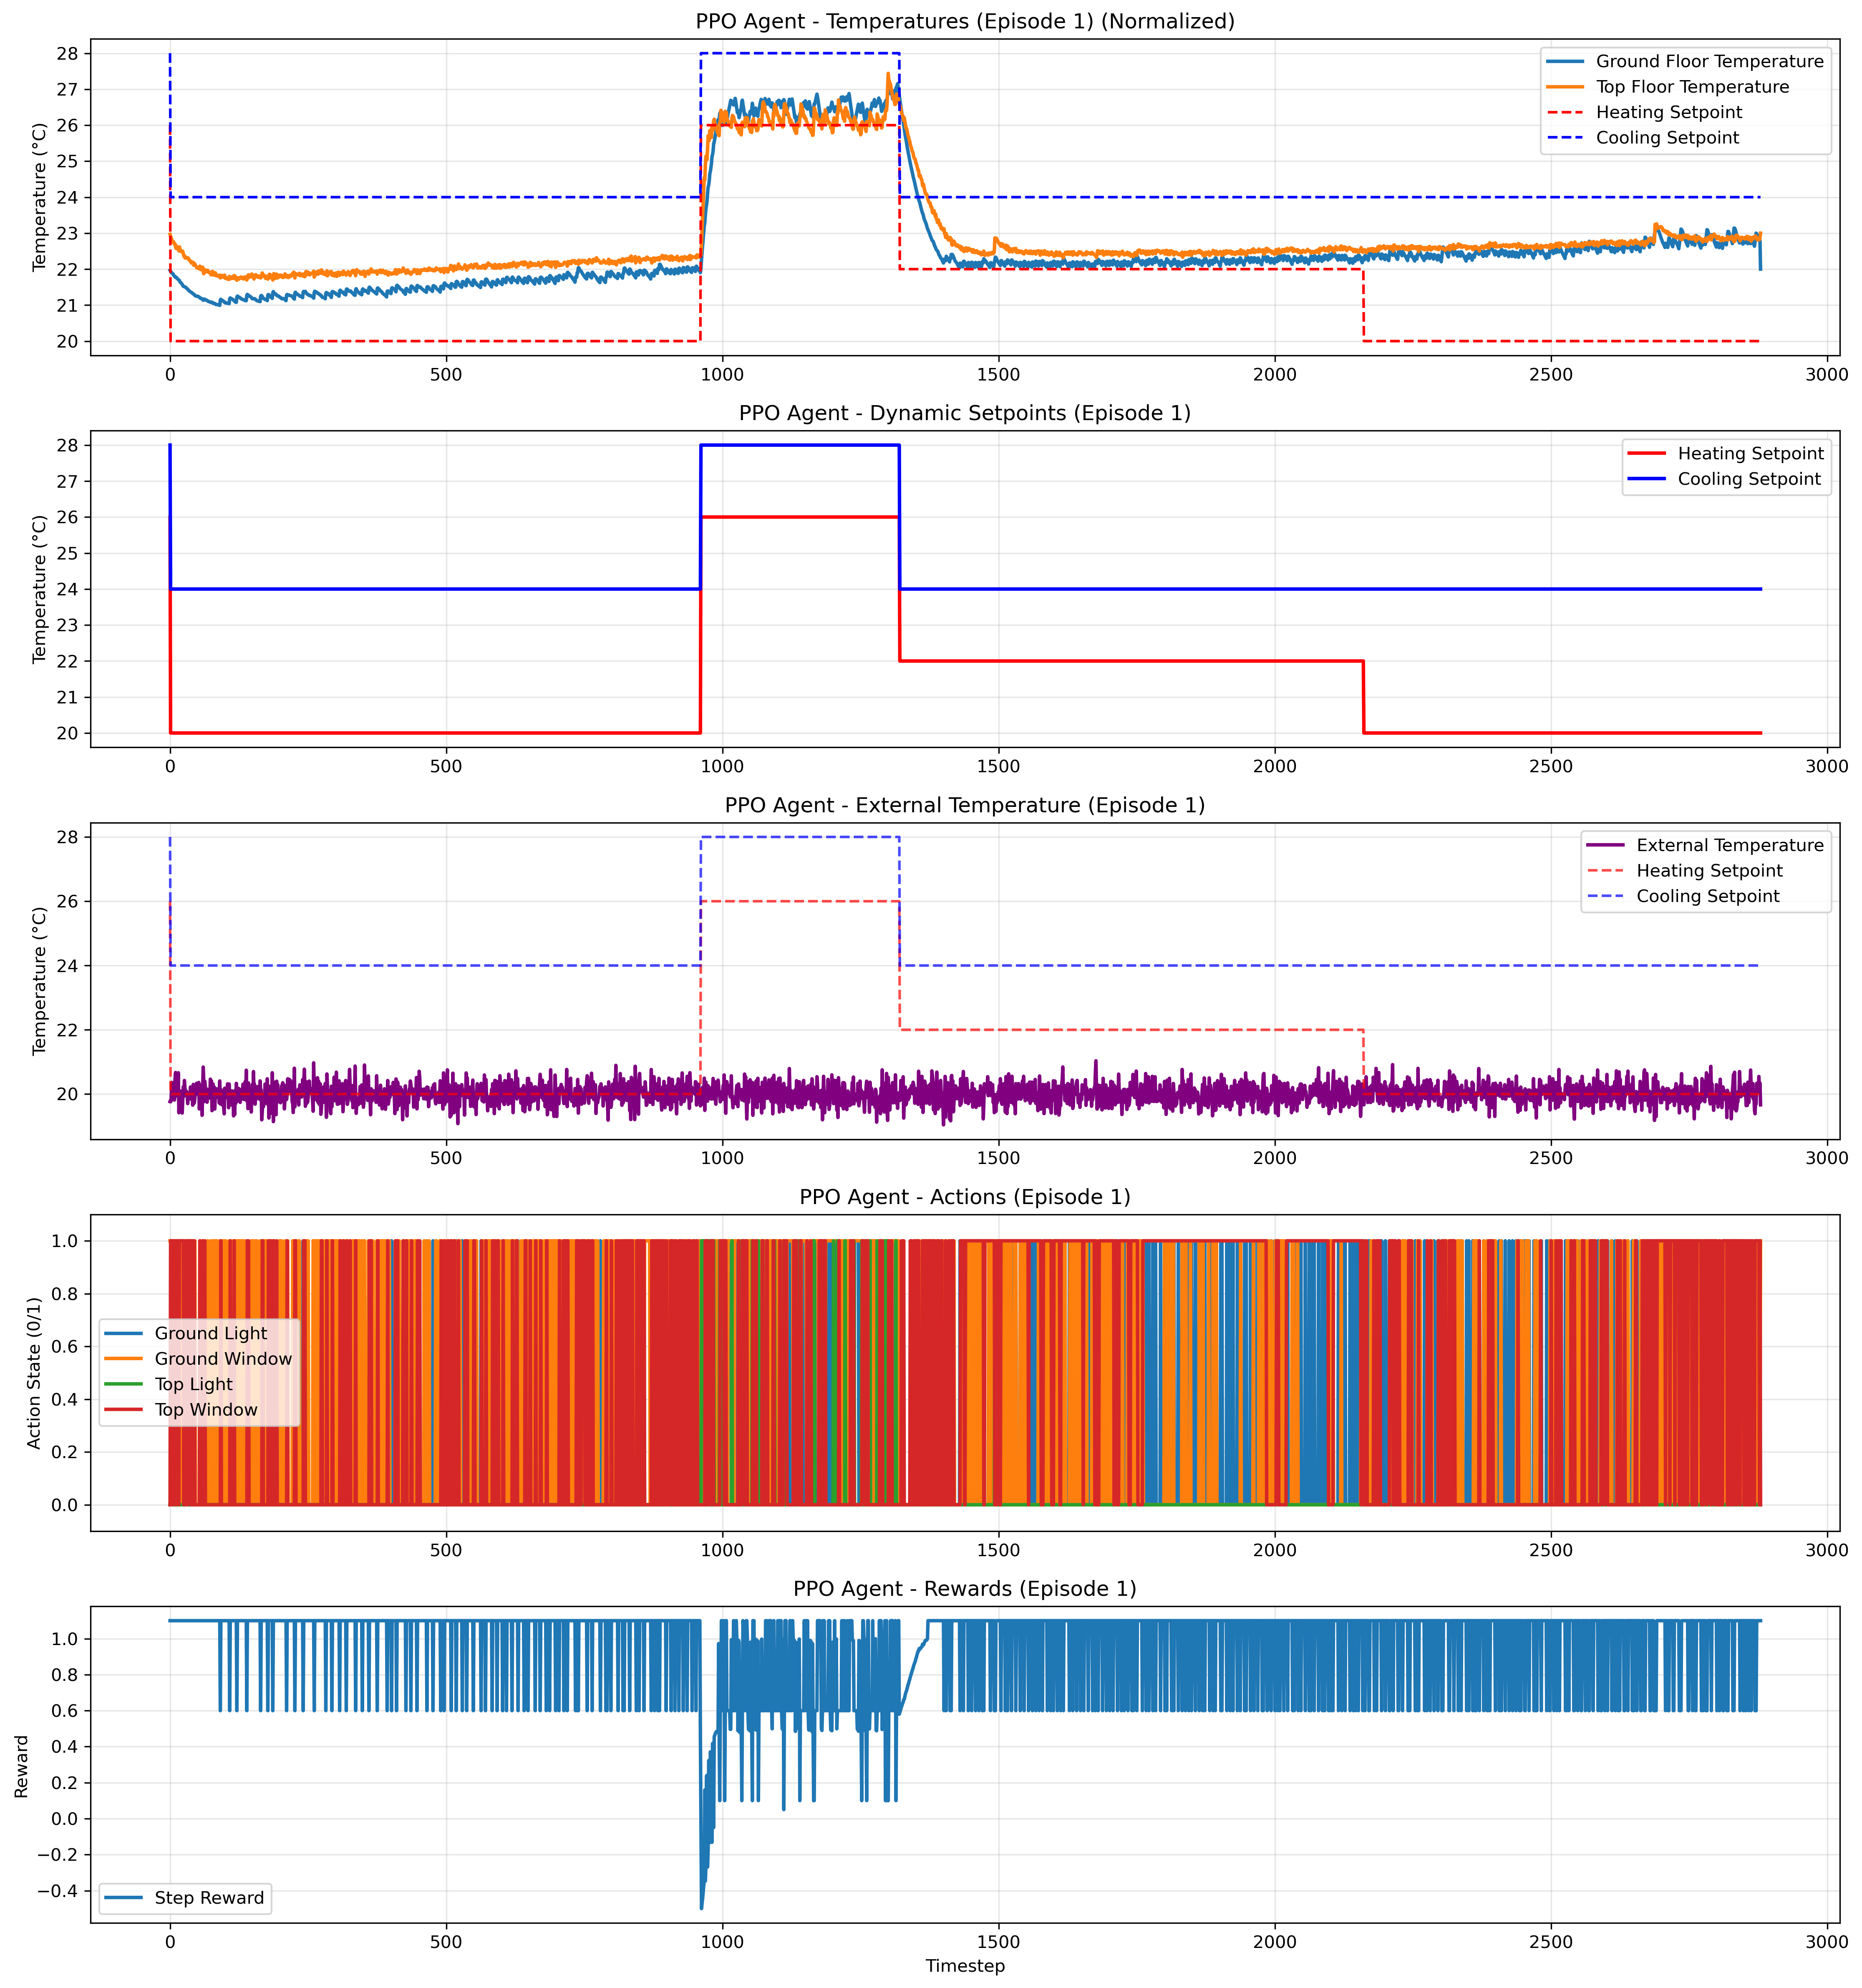 PPO Agent - Temperatures (Episode 1) (Normalized)
Temperature (°C)
28
27
26
25
24
23
22
21
20
0
500
1000
1500
2000
2500
3000
Ground Floor Temperature
Top Floor Temperature
Heating Setpoint
Cooling Setpoint
PPO Agent - Dynamic Setpoints (Episode 1)
Temperature (°C)
28
27
26
25
24
23
22
21
20
0
500
1000
1500
2000
2500
3000
Heating Setpoint
Cooling Setpoint
PPO Agent - External Temperature (Episode 1)
Temperature (°C)
28
26
24
22
20
0
500
1000
1500
2000
2500
3000
External Temperature
Heating Setpoint
Cooling Setpoint
PPO Agent - Actions (Episode 1)
Action State (0/1)
1.0
0.8
0.6
0.4
0.2
0.0
0
500
1000
1500
2000
2500
3000
Ground Light
Ground Window
Top Light
Top Window
PPO Agent - Rewards (Episode 1)
Reward
1.0
0.8
0.6
0.4
0.2
0.0
−0.2
−0.4
0
500
1000
1500
2000
2500
3000
Step Reward
Timestep